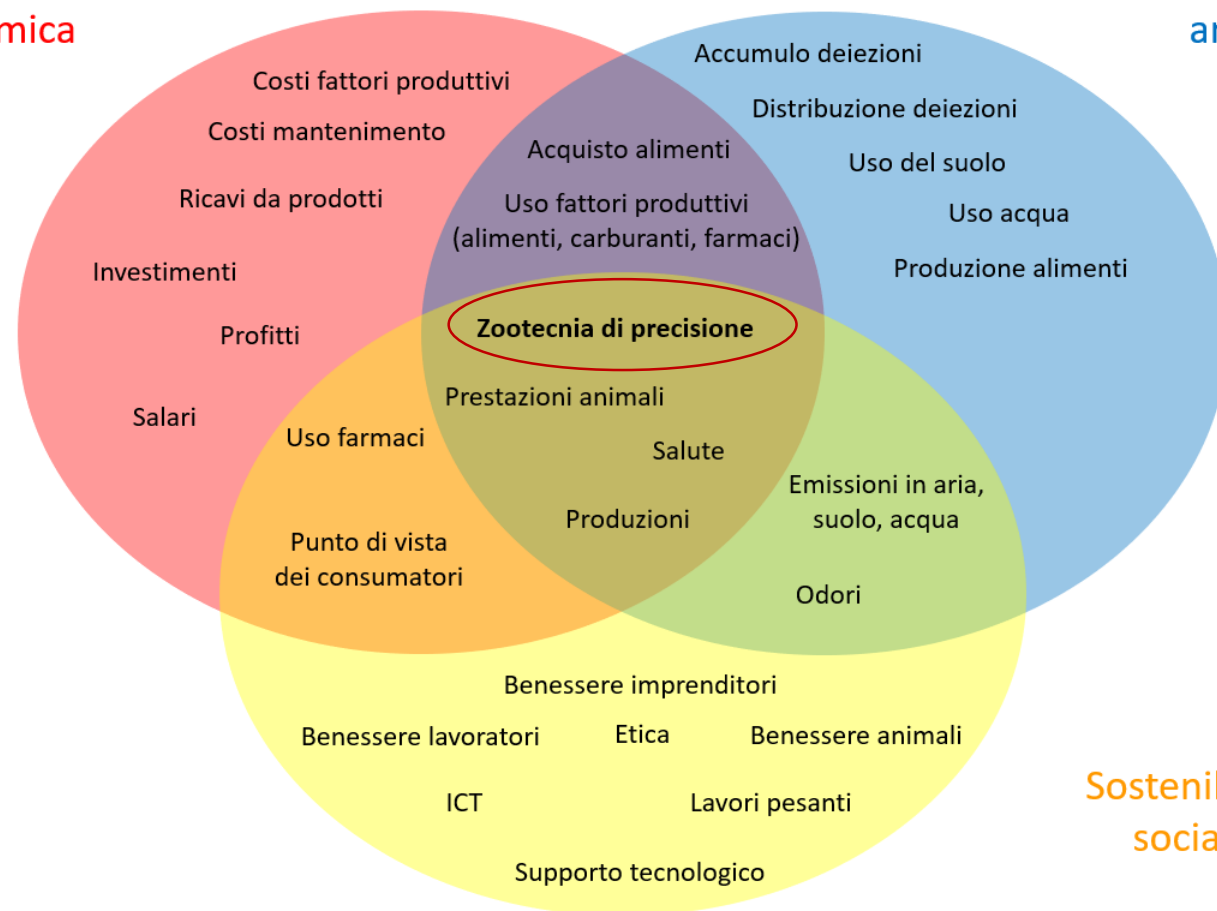 mica
Costi fattori produttivi
Costi mantenimento
Ricavi da prodotti
Investimenti
Profitti
Salari
Acquisto alimenti
Uso fattori produttivi
(alimenti, carburanti, farmaci)
Accumulo deiezioni
Distribuzione deiezioni
Uso del suolo
Uso acqua
Produzione alimenti
Zootecnia di precisione
Prestazioni animali
Salute
Produzioni
Uso farmaci
Punto di vista
dei consumatori
Emissioni in aria,
suolo, acqua
Odori
Benessere imprenditori
Benessere lavoratori
Etica
Benessere animali
ICT
Lavori pesanti
Supporto tecnologico
Sostenil
socia